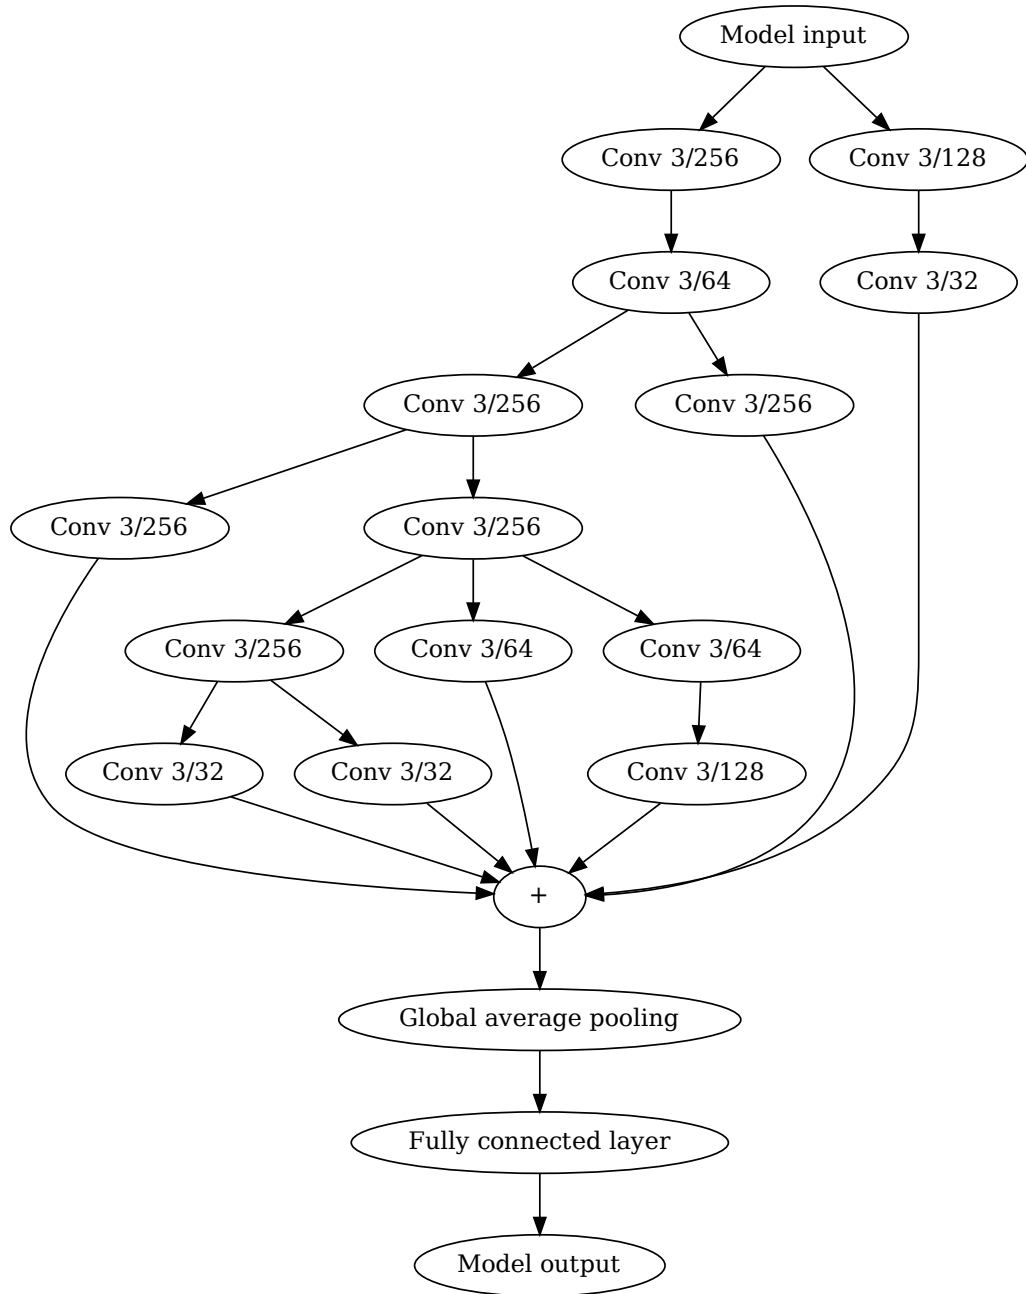 Model input
Conv 3/256
Conv 3/128
Conv 3/64
Conv 3/32
Conv 3/256
Conv 3/256
Conv 3/256
Conv 3/256
Conv 3/256
Conv 3/64
Conv 3/64
Conv 3/32
Conv 3/32
Conv 3/128
+
Global average pooling
Fully connected layer
Model output